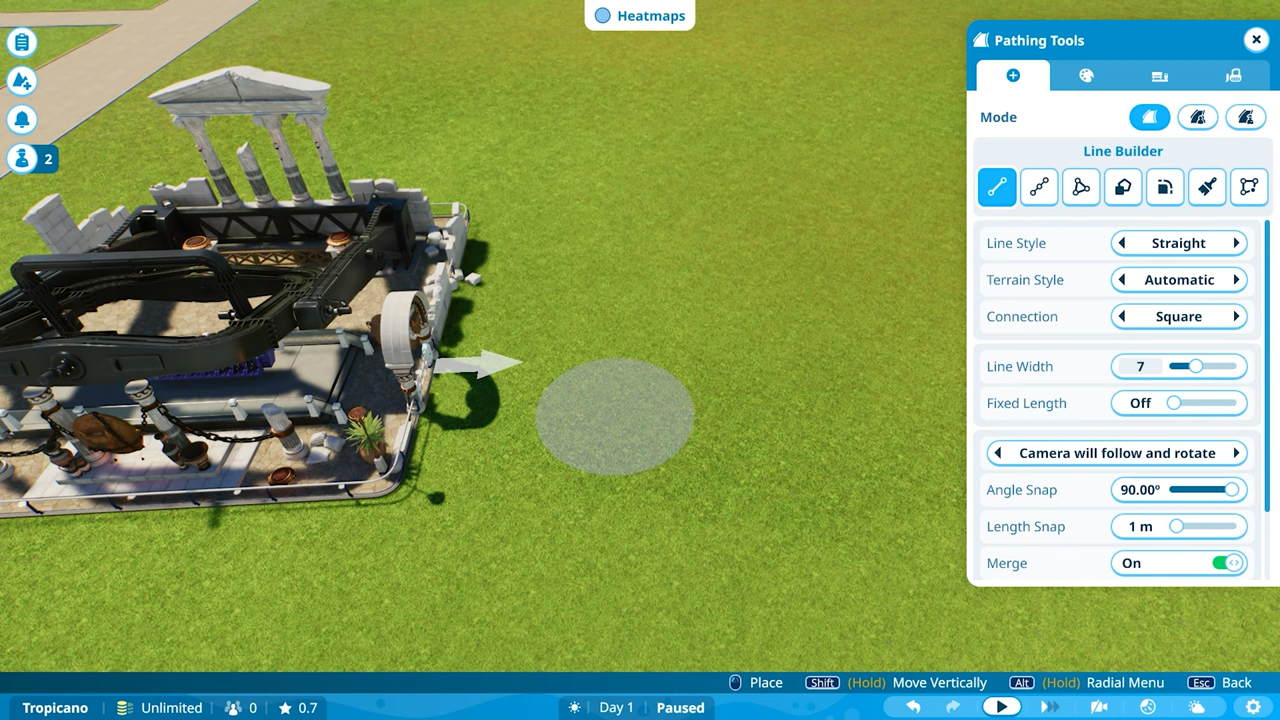 Heatmaps
2
Pathing Tools
Mode
Line Builder
Line Style Straight
Terrain Style Automatic
Connection Square
Line Width 7
Fixed Length Off
Camera will follow and rotate
Angle Snap 90.00°
Length Snap 1 m
Merge On
Place Shift (Hold) Move Vertically Alt (Hold) Radial Menu Esc Back
Tropicano Unlimited 0 0.7 Day 1 Paused